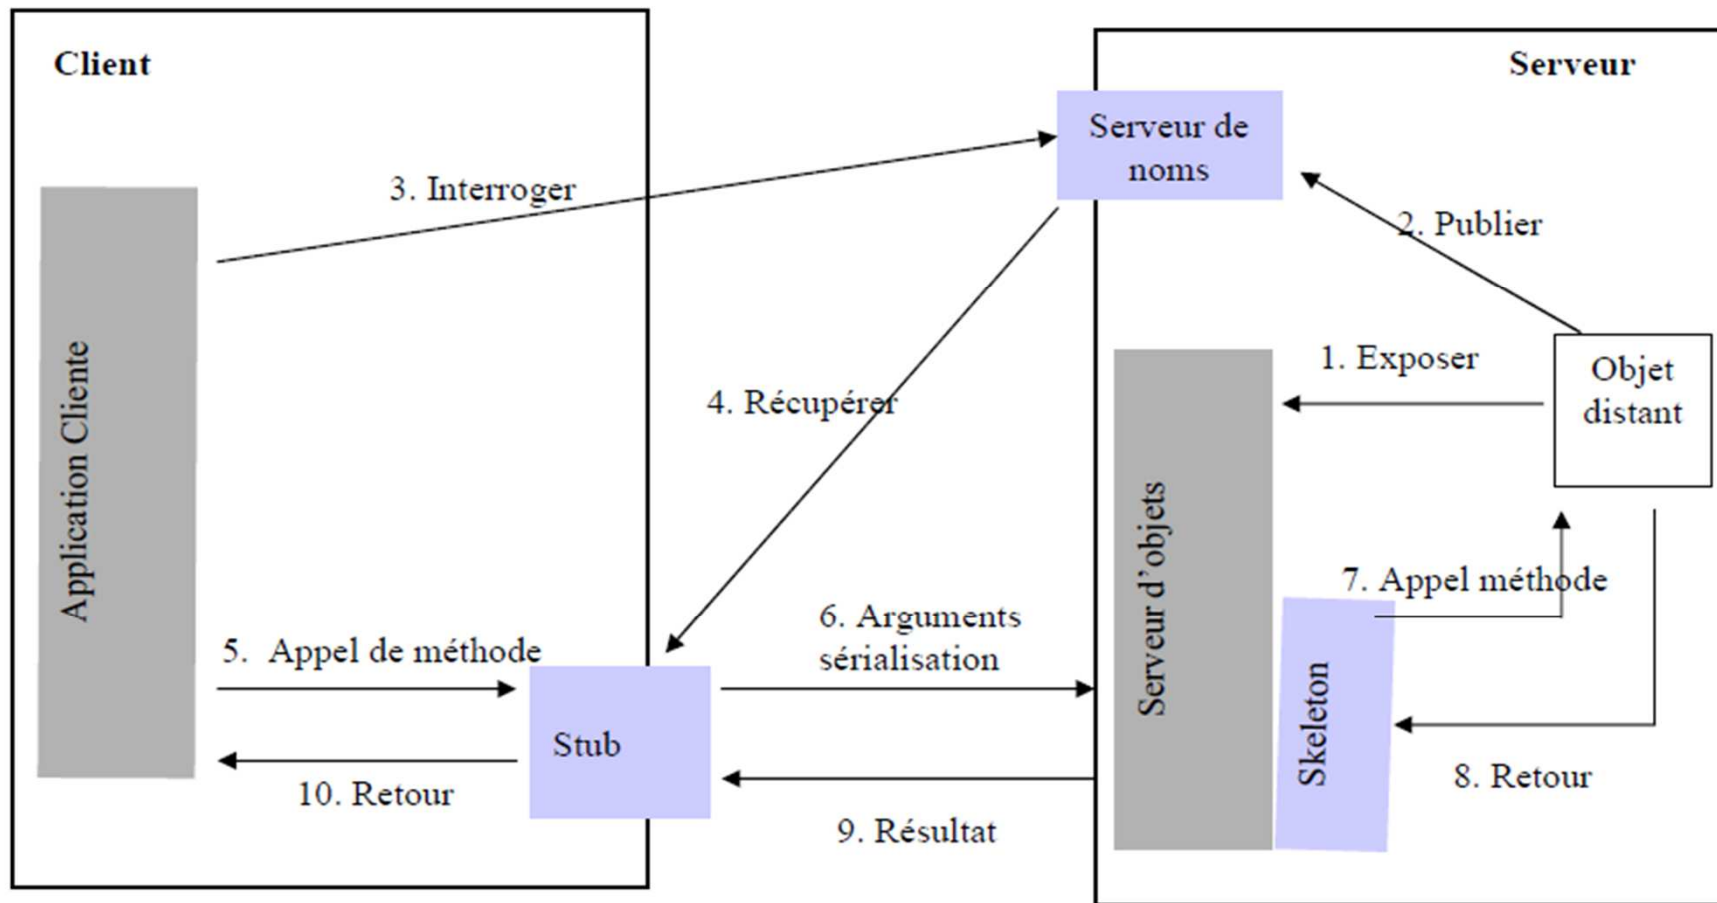 Client
Serveur
Serveur de
noms
3. Interroger
2. Publier
1. Exposer
Objet
distant
4. Récupérer
Application Cliente
Serveur d'objets
7. Appel méthode
6. Arguments
sérialisation
5. Appel de méthode
Stub
Skeleton
8. Retour
10. Retour
9. Résultat